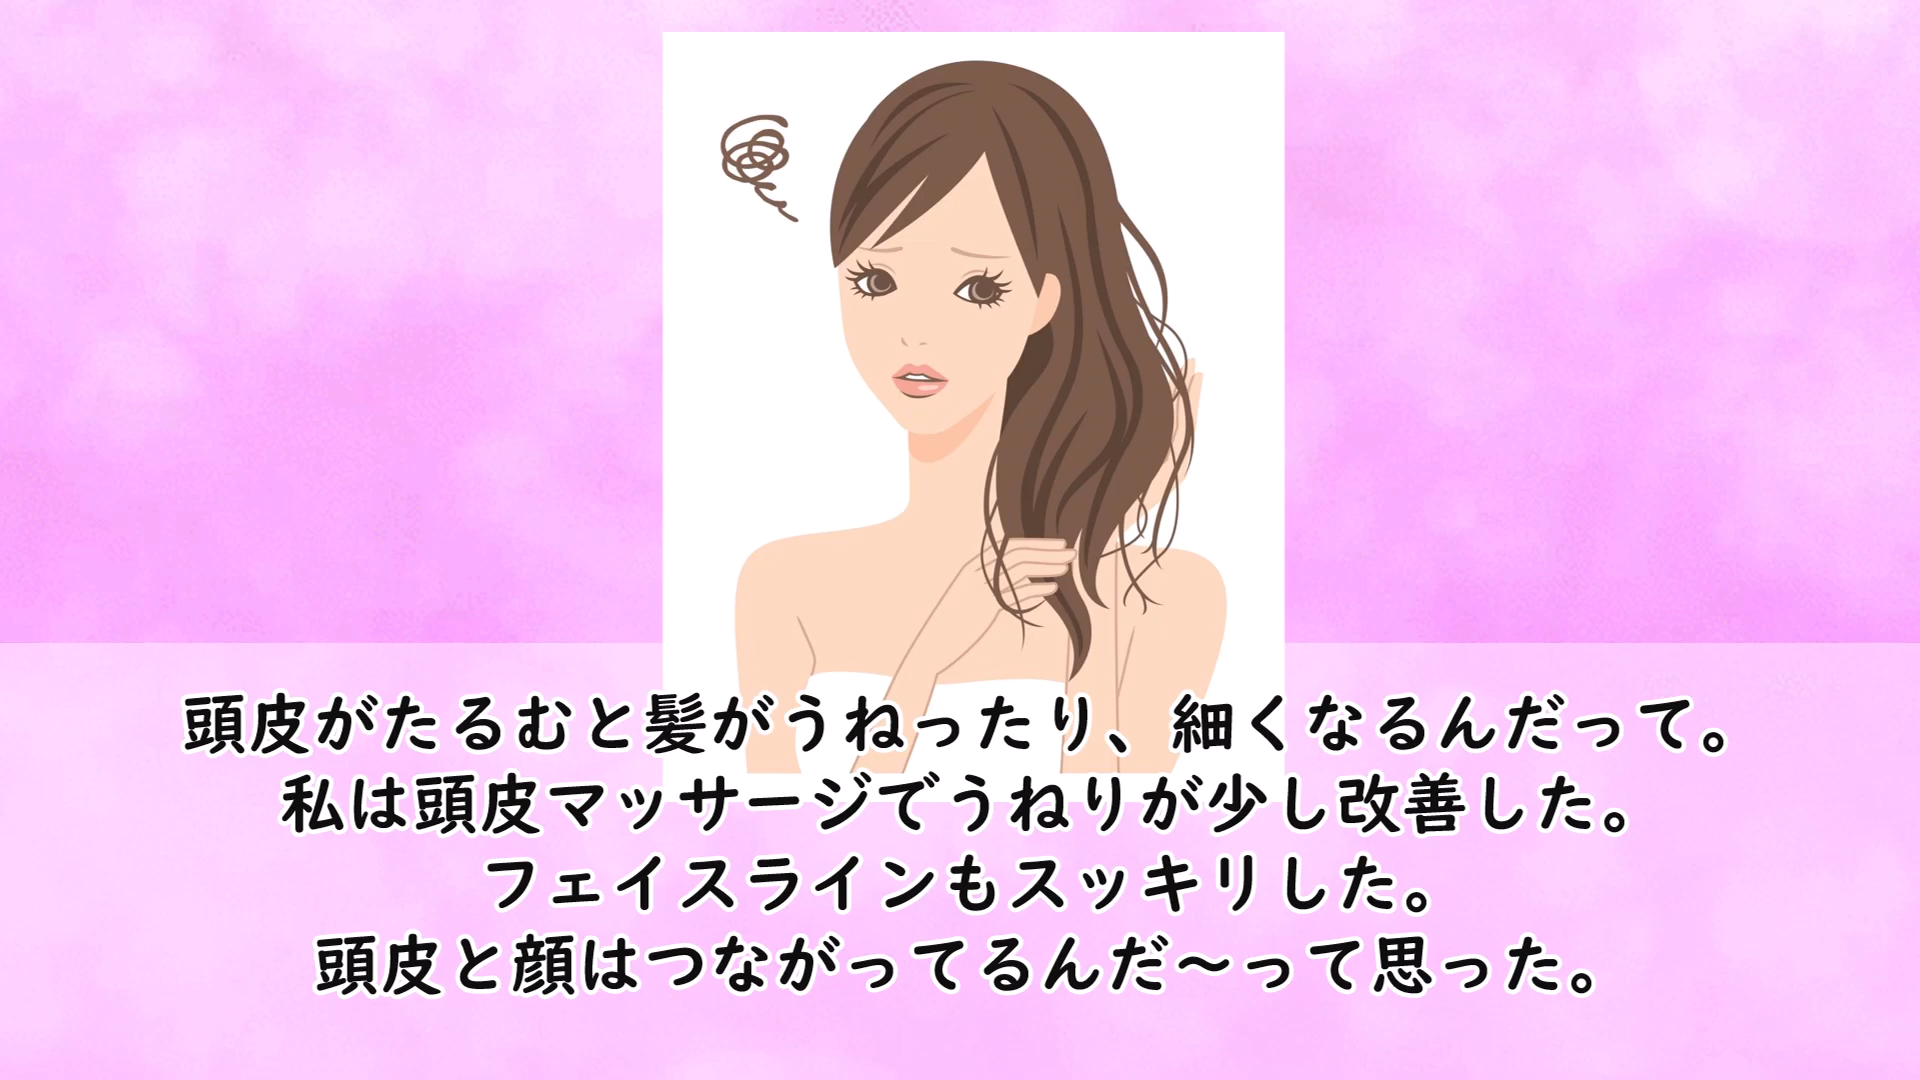 頭皮がたるむと髪がうねったり、細くなるんだって。
私は頭皮マッサージでうねりが少し改善した。
フェイスラインもスッキリした。
頭皮と顔はつながってるんだ～って思った。